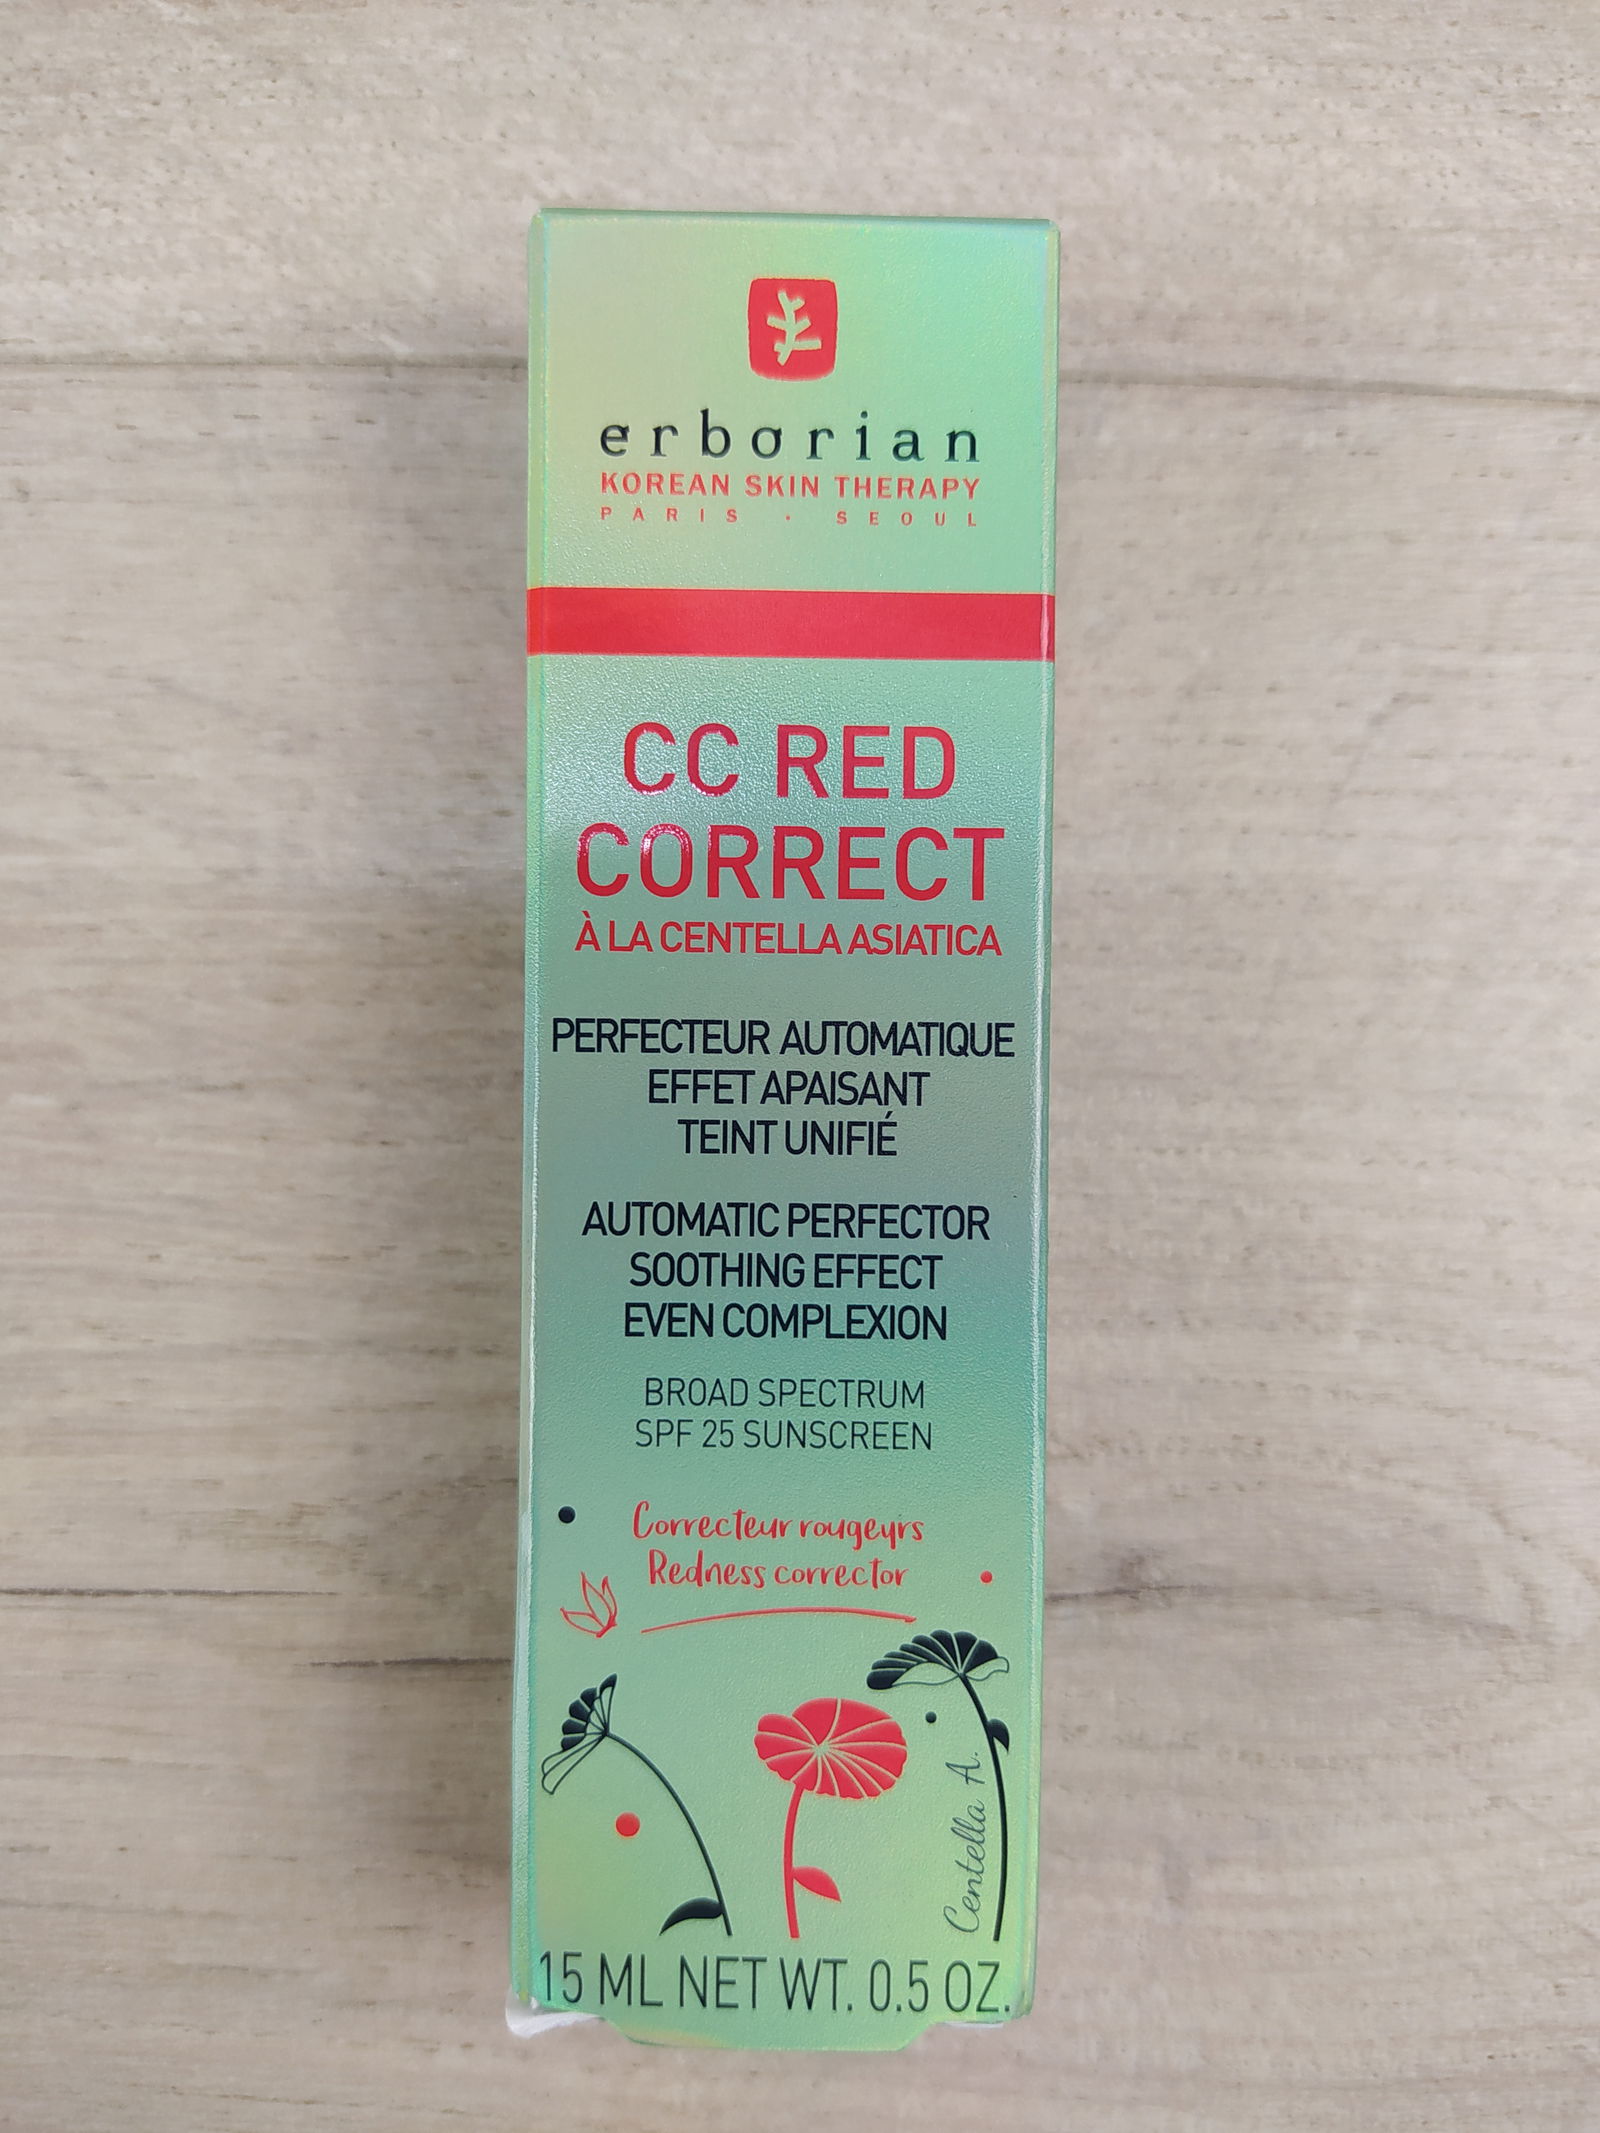 erborian
KOREAN SKIN THERAPY
PARIS · SEOUL
CC RED
CORRECT
À LA CENTELLA ASIATICA
PERFECTEUR AUTOMATIQUE
EFFET APAISANT
TEINT UNIFIÉ
AUTOMATIC PERFECTOR
SOOTHING EFFECT
EVEN COMPLEXION
BROAD SPECTRUM
SPF 25 SUNSCREEN
Correcteur rougeurs
Redness corrector
Centella A.
15 ML NET WT. 0.5 OZ.